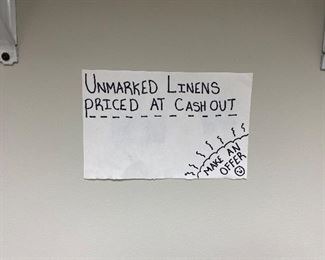 UNMARKED LINENS
PRICED AT CASH OUT
MAKE AN
OFFER